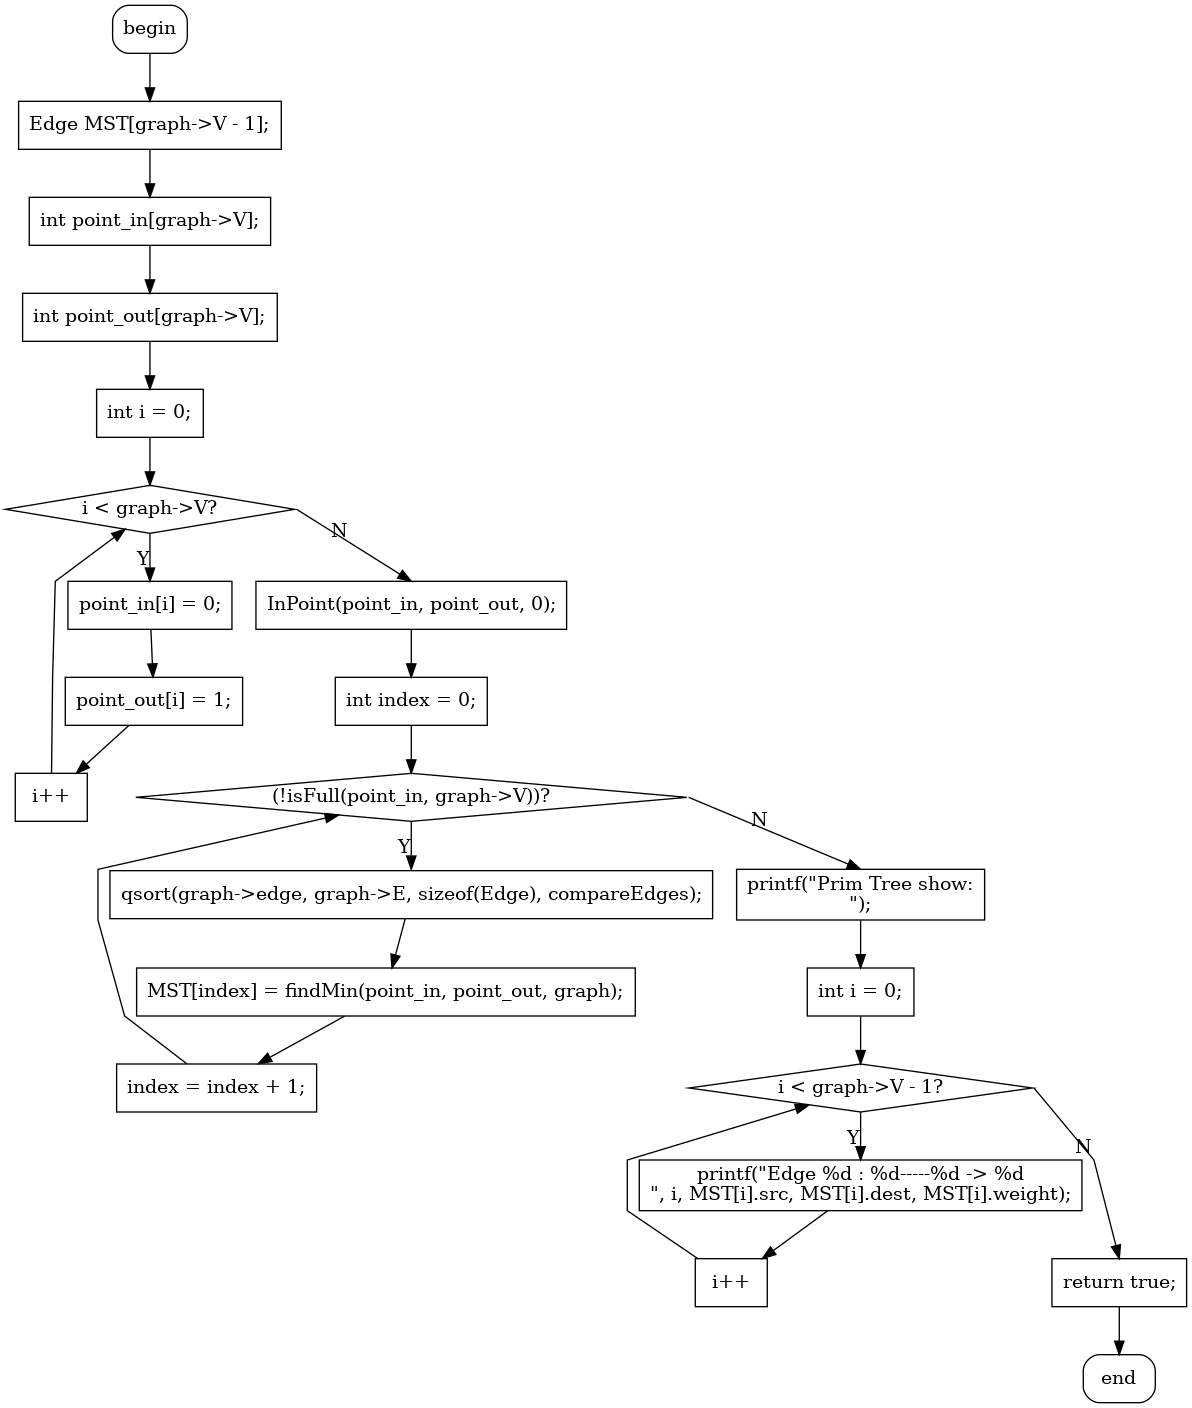 begin
Edge MST[graph->V - 1];
int point_in[graph->V];
int point_out[graph->V];
int i = 0;
i < graph->V?
N
Y
point_in[i] = 0;
InPoint(point_in, point_out, 0);
point_out[i] = 1;
int index = 0;
i++
(!isFull(point_in, graph->V))?
N
Y
qsort(graph->edge, graph->E, sizeof(Edge), compareEdges);
printf("Prim Tree show:
");
MST[index] = findMin(point_in, point_out, graph);
int i = 0;
index = index + 1;
i < graph->V - 1?
Y
N
printf("Edge %d : %d-----%d -> %d
", i, MST[i].src, MST[i].dest, MST[i].weight);
i++
return true;
end